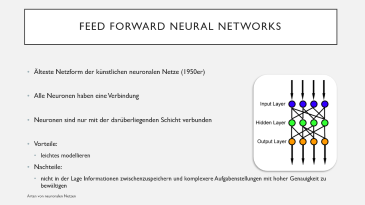 FEED FORWARD NEURAL NETWORKS
Älteste Netzform der künstlichen neuronalen Netze (1950er)
Alle Neuronen haben eine Verbindung
Neuronen sind nur mit der darüberliegenden Schicht verbunden
Vorteile:
leichtes modellieren
Nachteile:
nicht in der Lage Informationen zwischenzuspeichern und komplexere Aufgabenstellungen mit hoher Genauigkeit zu
bewältigen
Input Layer
Hidden Layer
Output Layer
Arten von neuronalen Netzen